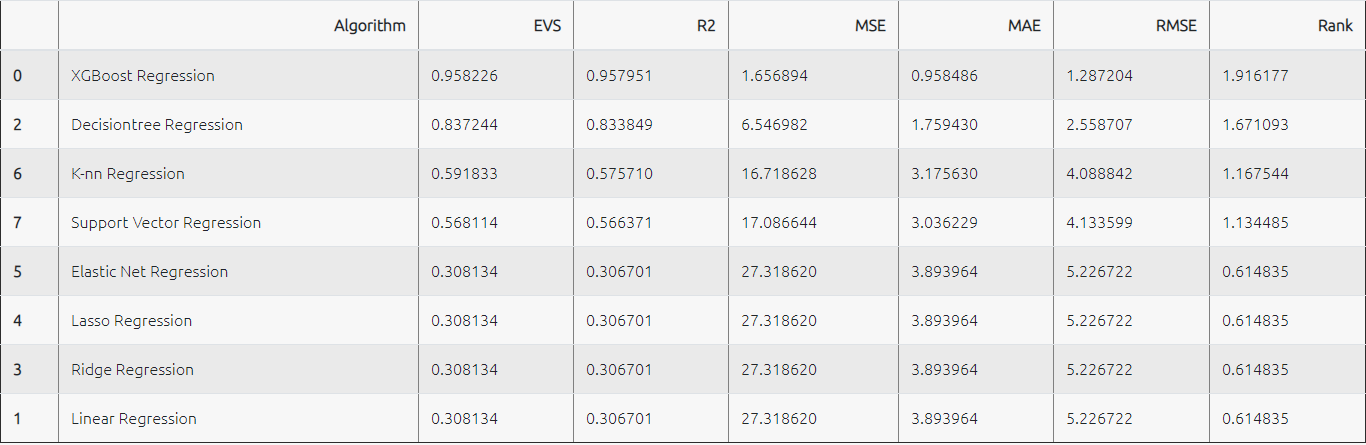 Algorithm EVS R2 MSE MAE RMSE Rank
0 XGBoost Regression 0.958226 0.957951 1.656894 0.958486 1.287204 1.916177
2 Decisiontree Regression 0.837244 0.833849 6.546982 1.759430 2.558707 1.671093
6 K-nn Regression 0.591833 0.575710 16.718628 3.175630 4.088842 1.167544
7 Support Vector Regression 0.568114 0.566371 17.086644 3.036229 4.133599 1.134485
5 Elastic Net Regression 0.308134 0.306701 27.318620 3.893964 5.226722 0.614835
4 Lasso Regression 0.308134 0.306701 27.318620 3.893964 5.226722 0.614835
3 Ridge Regression 0.308134 0.306701 27.318620 3.893964 5.226722 0.614835
1 Linear Regression 0.308134 0.306701 27.318620 3.893964 5.226722 0.614835